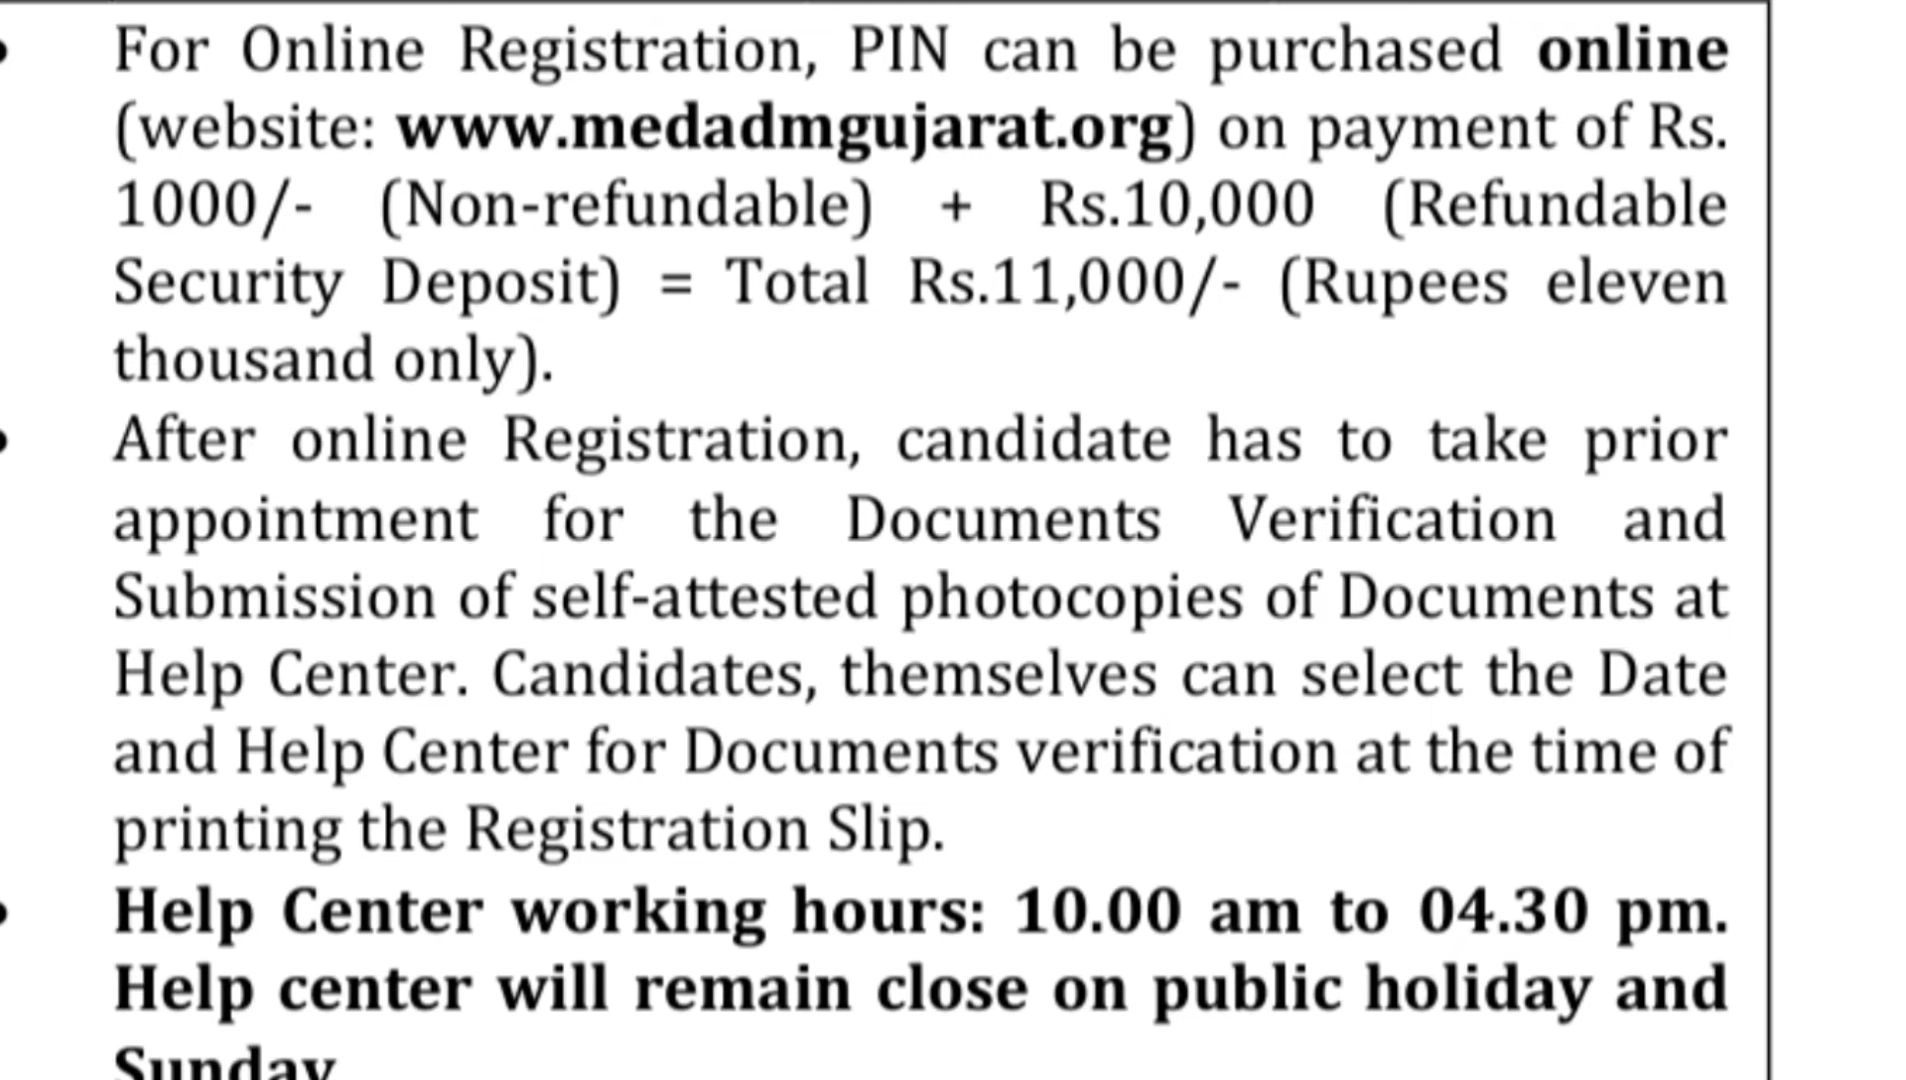 • For Online Registration, PIN can be purchased online
(website: www.medadmgujarat.org) on payment of Rs.
1000/- (Non-refundable) + Rs.10,000 (Refundable
Security Deposit) = Total Rs.11,000/- (Rupees eleven
thousand only).
• After online Registration, candidate has to take prior
appointment for the Documents Verification and
Submission of self-attested photocopies of Documents at
Help Center. Candidates, themselves can select the Date
and Help Center for Documents verification at the time of
printing the Registration Slip.
• Help Center working hours: 10.00 am to 04.30 pm.
Help center will remain close on public holiday and
Sunday